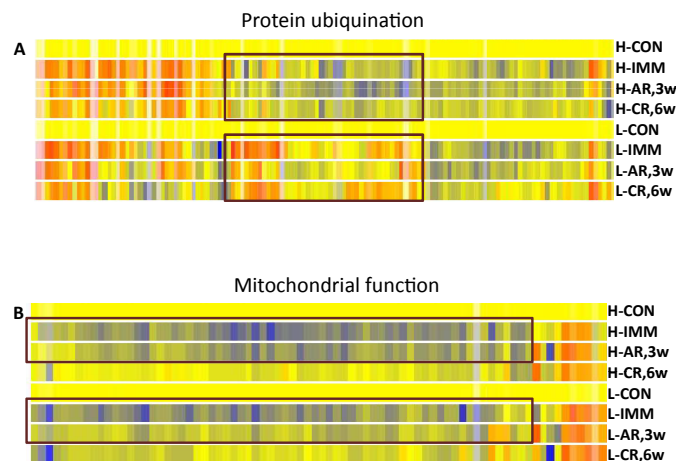 Protein ubiquination
A
H-CON
H-IMM
H-AR,3w
H-CR,6w
L-CON
L-IMM
L-AR,3w
L-CR,6w
Mitochondrial function
B
H-CON
H-IMM
H-AR,3w
H-CR,6w
L-CON
L-IMM
L-AR,3w
L-CR,6w